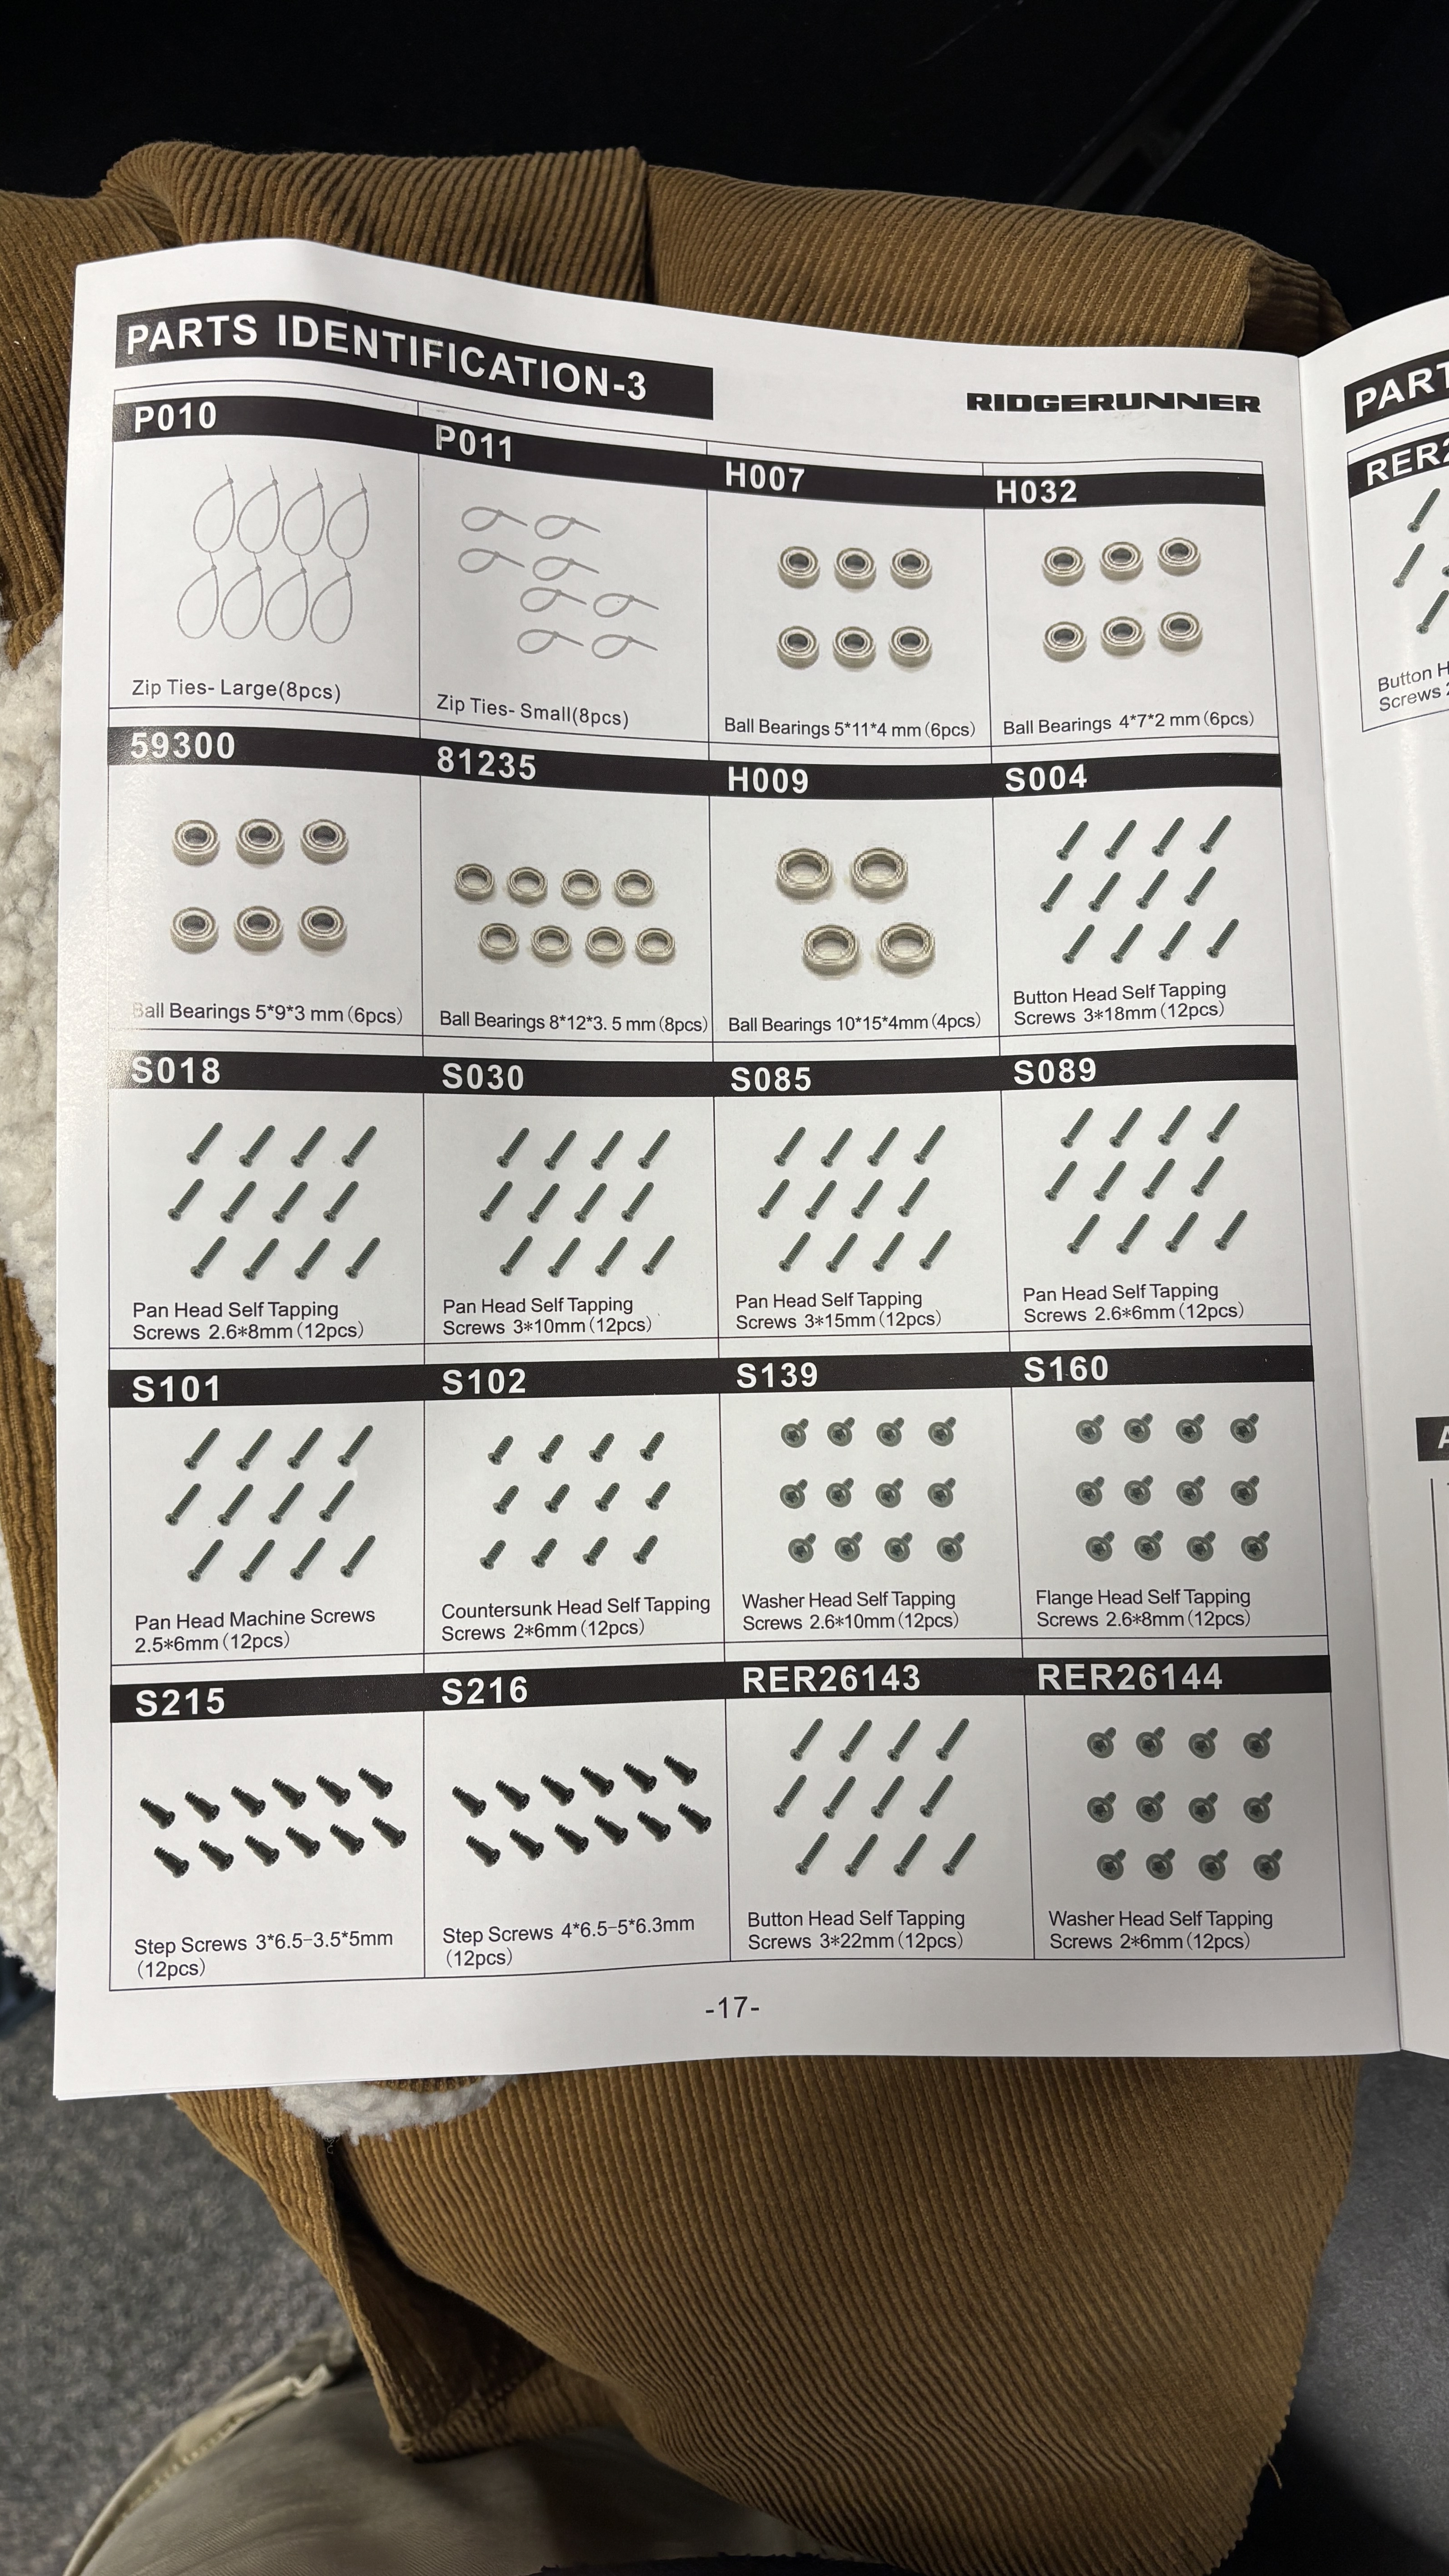 PARTS IDENTIFICATION-3
RIDGERUNNER
P010
P011
H007
H032
Zip Ties- Large(8pcs)
Zip Ties- Small(8pcs)
Ball Bearings 5*11*4 mm (6pcs)
Ball Bearings 4*7*2 mm (6pcs)
59300
81235
H009
S004
Ball Bearings 5*9*3 mm (6pcs)
Ball Bearings 8*12*3. 5 mm (8pcs)
Ball Bearings 10*15*4mm (4pcs)
Button Head Self Tapping
Screws 3*18mm (12pcs)
S018
S030
S085
S089
Pan Head Self Tapping
Screws 2.6*8mm (12pcs)
Pan Head Self Tapping
Screws 3*10mm (12pcs)
Pan Head Self Tapping
Screws 3*15mm (12pcs)
Pan Head Self Tapping
Screws 2.6*6mm (12pcs)
S101
S102
S139
S160
Pan Head Machine Screws
2.5*6mm (12pcs)
Countersunk Head Self Tapping
Screws 2*6mm (12pcs)
Washer Head Self Tapping
Screws 2.6*10mm (12pcs)
Flange Head Self Tapping
Screws 2.6*8mm (12pcs)
S215
S216
RER26143
RER26144
Step Screws 3*6.5-3.5*5mm
(12pcs)
Step Screws 4*6.5-5*6.3mm
(12pcs)
Button Head Self Tapping
Screws 3*22mm (12pcs)
Washer Head Self Tapping
Screws 2*6mm (12pcs)
-17-
PART
RER2
Button H
Screws